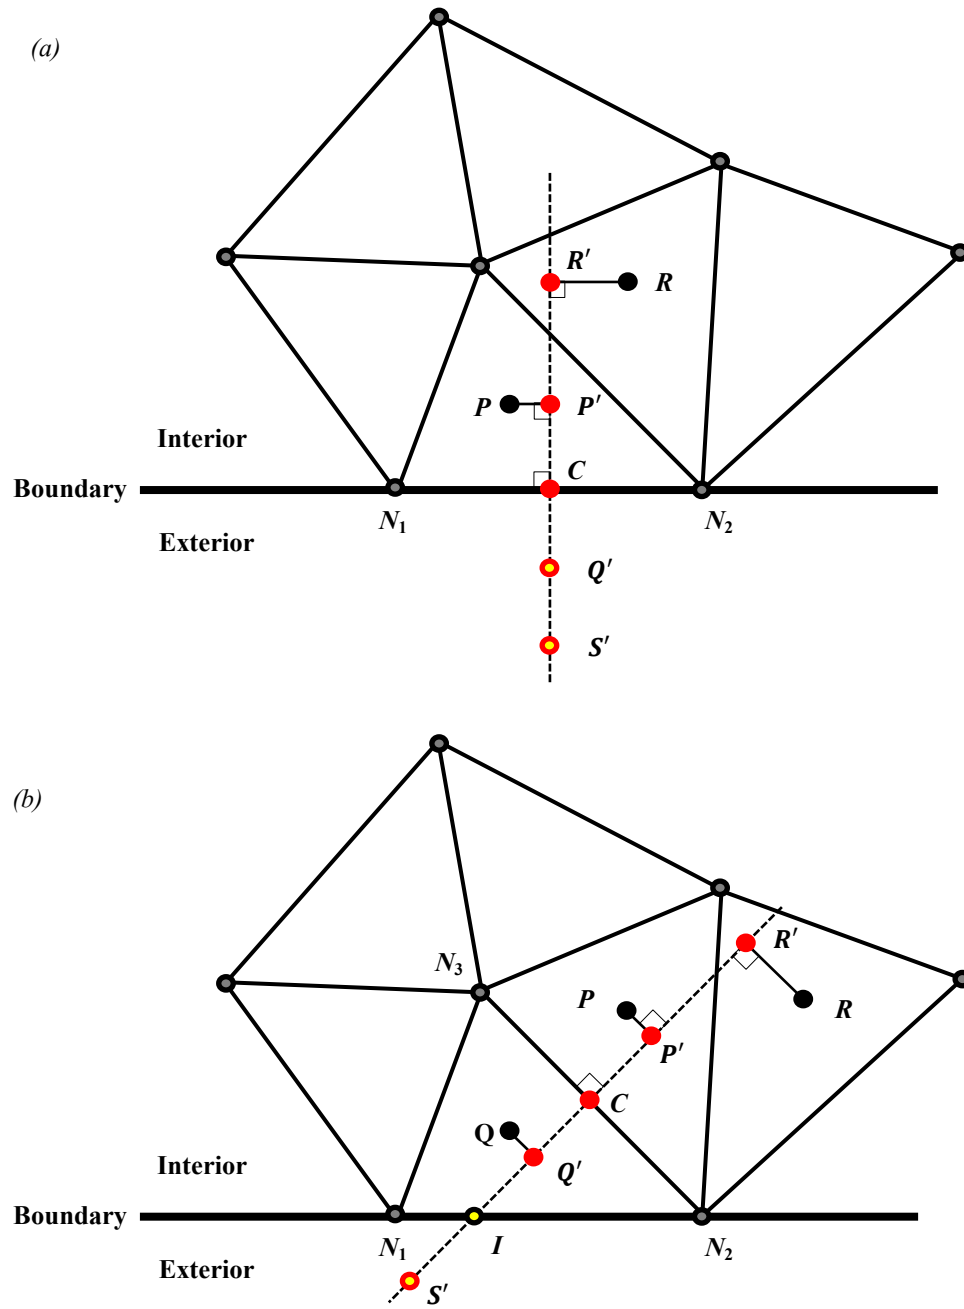 (a)
R′
R
P
P′
Interior
C
Boundary
N1
N2
Exterior
Q′
S′
(b)
N3
R′
P
R
P′
C
Q
Q′
Interior
Boundary
N1
I
N2
Exterior
S′